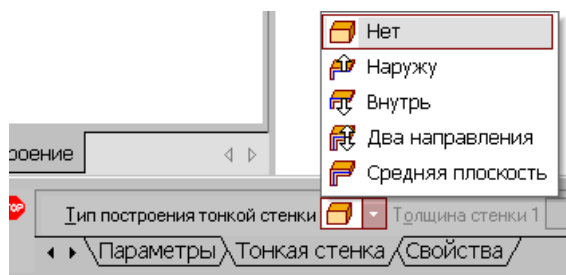 Нет
Наружу
Внутрь
Два направления
Средняя плоскость
роение
STOP
Тип построения тонкой стенки
Толщина стенки 1
Параметры Тонкая стенка Свойства